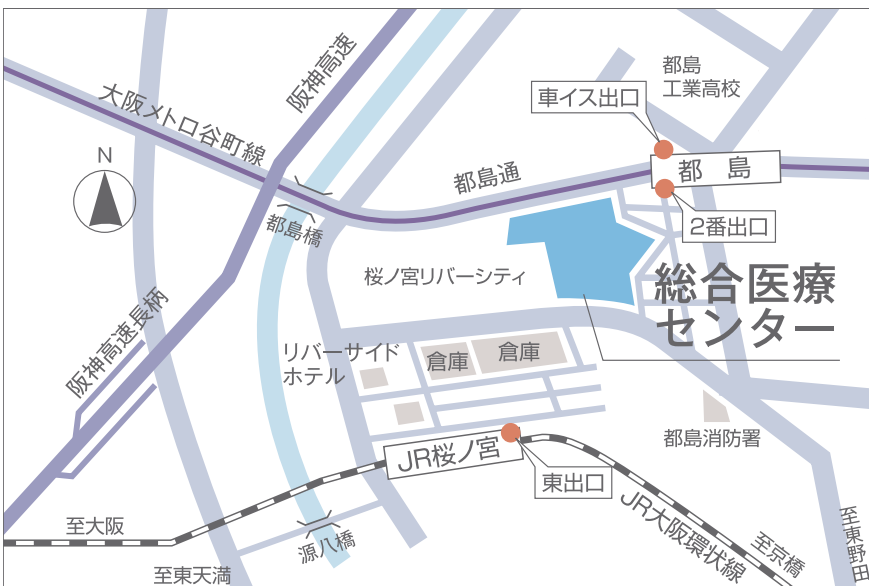 阪神高速
都島
工業高校
車イス出口
大阪メトロ谷町線
N
都島通
都 島
都島橋
2番出口
桜ノ宮リバーシティ
総合医療
センター
阪神高速長柄
リバーサイド
ホテル
倉庫
倉庫
都島消防署
JR桜ノ宮
東出口
JR大阪環状線
至大阪
源八橋
至京橋
至東野田
至東天満